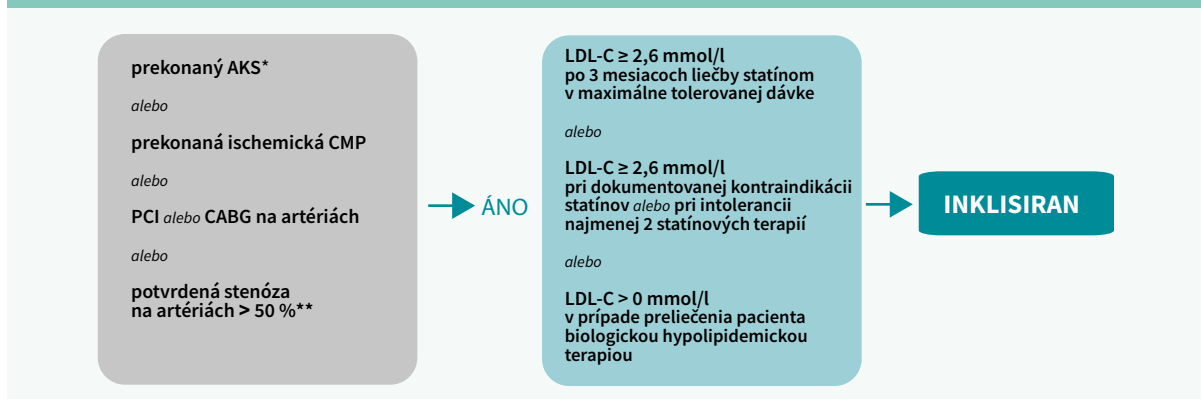 prekonaný AKS*
alebo
prekonaná ischemická CMP
alebo
PCI alebo CABG na artériách
alebo
potvrdená stenóza
na artériách > 50 %**
ÁNO
LDL-C ≥ 2,6 mmol/l
po 3 mesiacoch liečby statínom
v maximálne tolerovanej dávke
alebo
LDL-C ≥ 2,6 mmol/l
pri dokumentovanej kontraindikácii
statínov alebo pri intolerancii
najmenej 2 statínových terapií
alebo
LDL-C > 0 mmol/l
v prípade preliečenia pacienta
biologickou hypolipidemickou
terapiou
INKLISIRAN